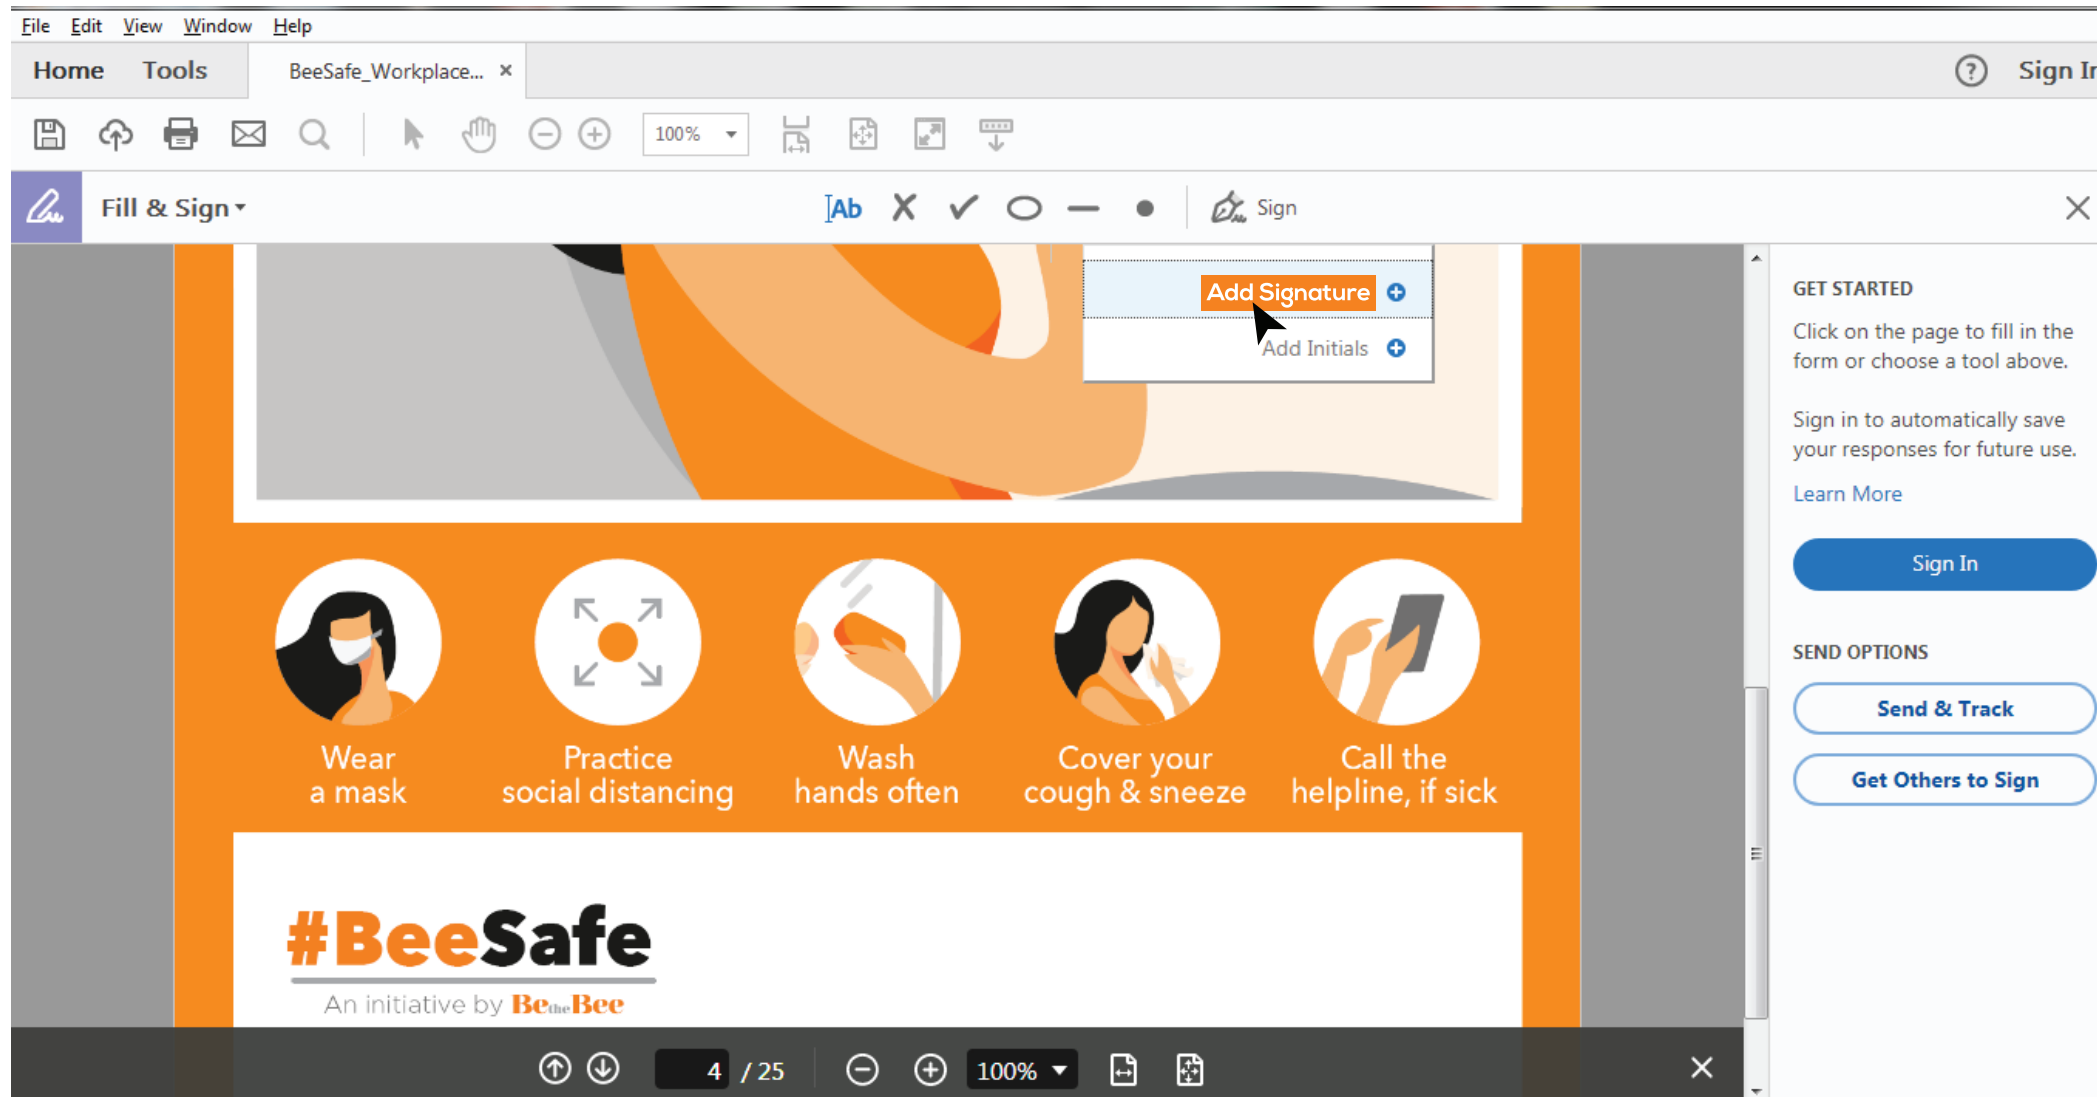 File Edit View Window Help
Home Tools BeeSafe_Workplace... × ? Sign In
100%
Fill & Sign Ab Sign
Add Signature
Add Initials
GET STARTED
Click on the page to fill in the
form or choose a tool above.
Sign in to automatically save
your responses for future use.
Learn More
Sign In
SEND OPTIONS
Send & Track
Get Others to Sign
Wear
a mask
Practice
social distancing
Wash
hands often
Cover your
cough & sneeze
Call the
helpline, if sick
#BeeSafe
An initiative by Be the Bee
4 / 25 100%